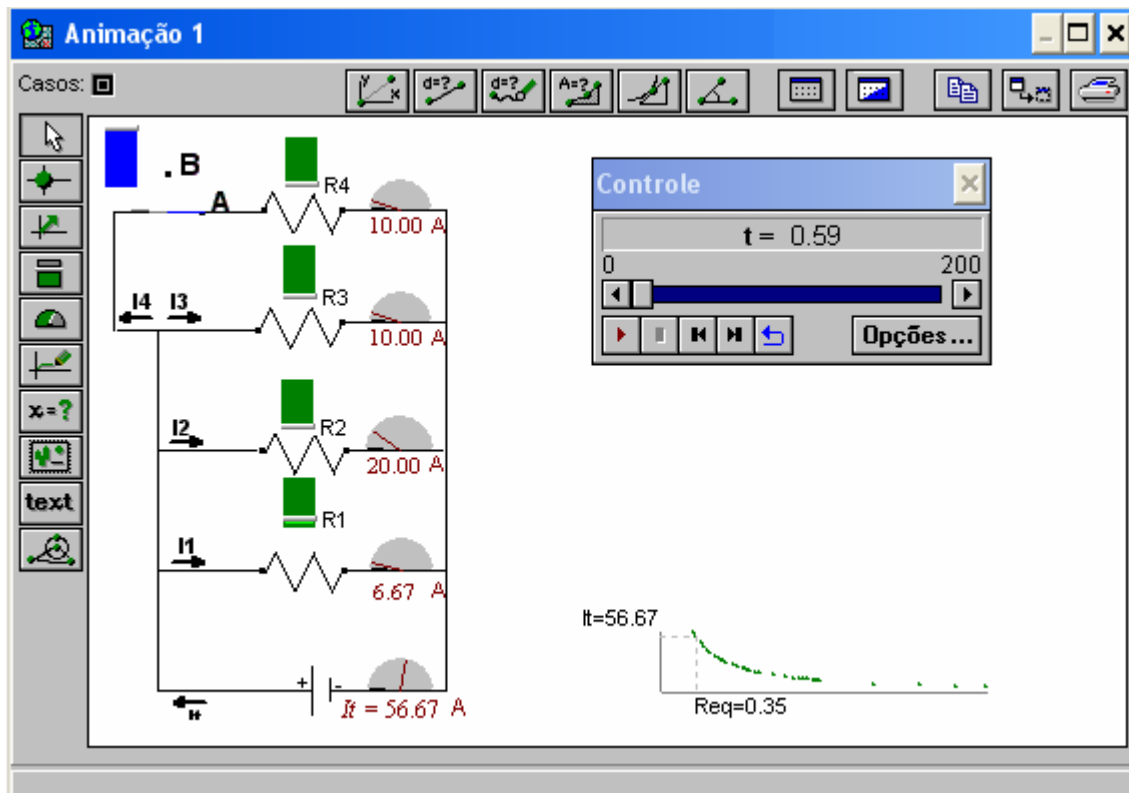 Animação 1
Casos:
y x
d=?
d=?
A=?
x=?
text
. B
A
R4
10.00 A
I4 I3
R3
10.00 A
I2
R2
20.00 A
I1
R1
6.67 A
+ -
It
It = 56.67 A
Controle
t = 0.59
0 200
Opções...
It=56.67
Req=0.35